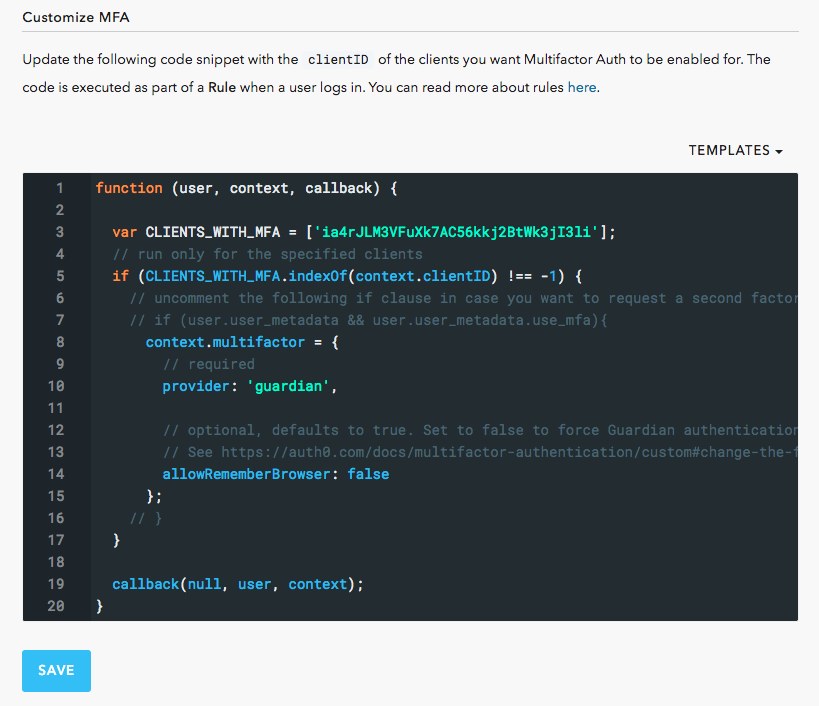 Customize MFA
Update the following code snippet with the clientID of the clients you want Multifactor Auth to be enabled for. The
code is executed as part of a Rule when a user logs in. You can read more about rules here.
TEMPLATES
1 function (user, context, callback) {
2
3 var CLIENTS_WITH_MFA = ['ia4rJLM3VFuXk7AC56kkj2BtWk3jI3li'];
4 // run only for the specified clients
5 if (CLIENTS_WITH_MFA.indexOf(context.clientID) !== -1) {
6 // uncomment the following if clause in case you want to request a second factor
7 // if (user.user_metadata && user.user_metadata.use_mfa){
8 context.multifactor = {
9 // required
10 provider: 'guardian',
11
12 // optional, defaults to true. Set to false to force Guardian authentication
13 // See https://auth0.com/docs/multifactor-authentication/custom#change-the-f
14 allowRememberBrowser: false
15 };
16 // }
17 }
18
19 callback(null, user, context);
20 }
SAVE